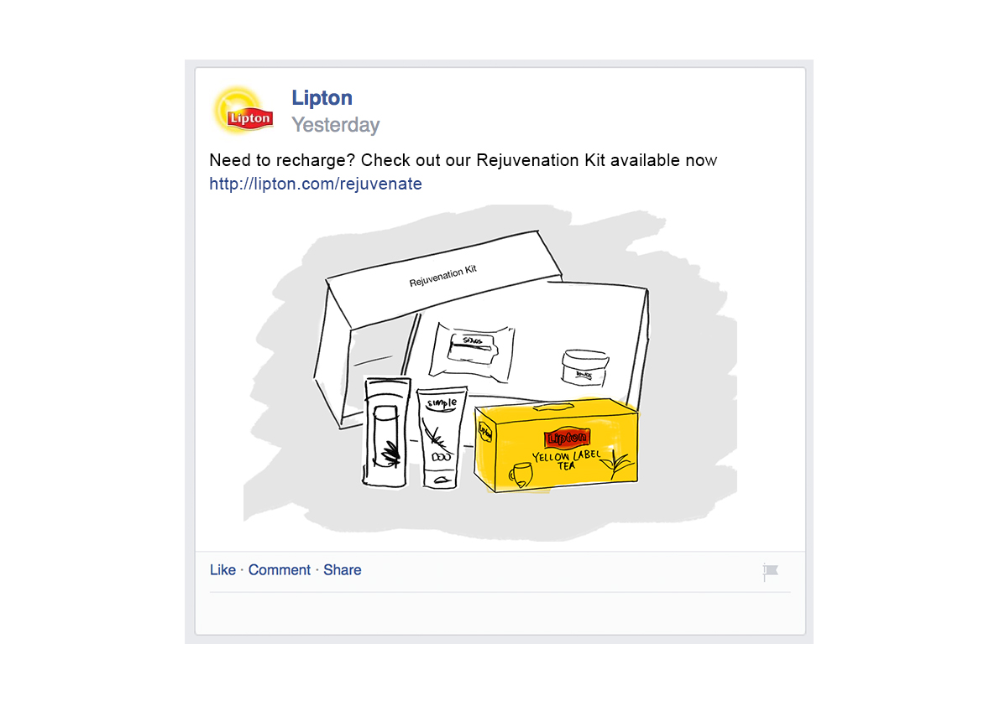 Lipton
Lipton
Yesterday
Need to recharge? Check out our Rejuvenation Kit available now
http://lipton.com/rejuvenate
Rejuvenation Kit
simple
Lipton
Lipton
YELLOW LABEL
TEA
Like · Comment · Share